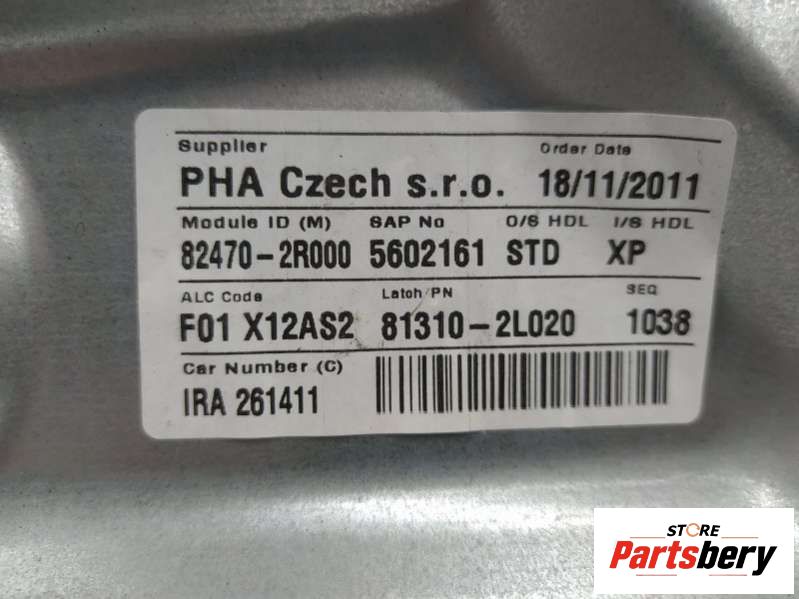 Supplier Order Date
PHA Czech s.r.o. 18/11/2011
Module ID (M) SAP No O/S HDL I/S HDL
82470-2R000 5602161 STD XP
ALC Code Latch PN SEQ
F01 X12AS2 81310-2L020 1038
Car Number (C)
IRA 261411
STORE
Partsbery